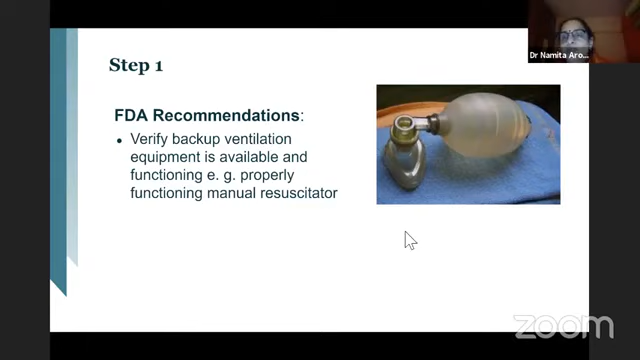 Step 1
FDA Recommendations:
• Verify backup ventilation
equipment is available and
functioning e. g. properly
functioning manual resuscitator
Dr Namita Aro...
zoom